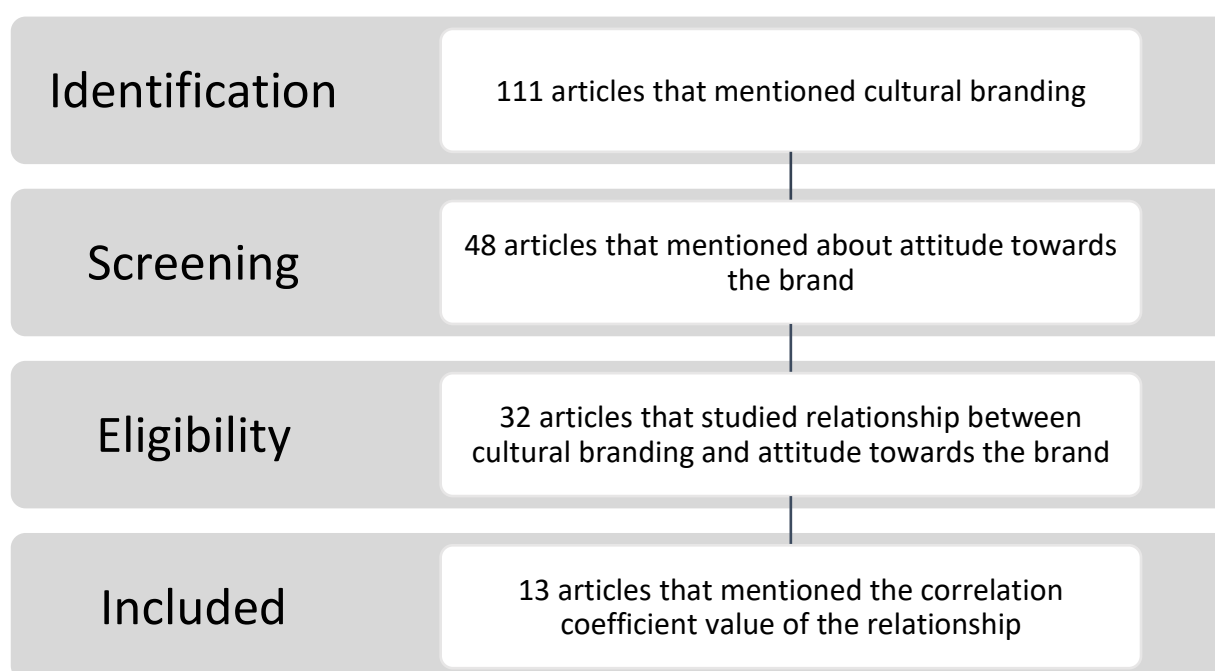 Identification
111 articles that mentioned cultural branding
Screening
48 articles that mentioned about attitude towards
the brand
Eligibility
32 articles that studied relationship between
cultural branding and attitude towards the brand
Included
13 articles that mentioned the correlation
coefficient value of the relationship